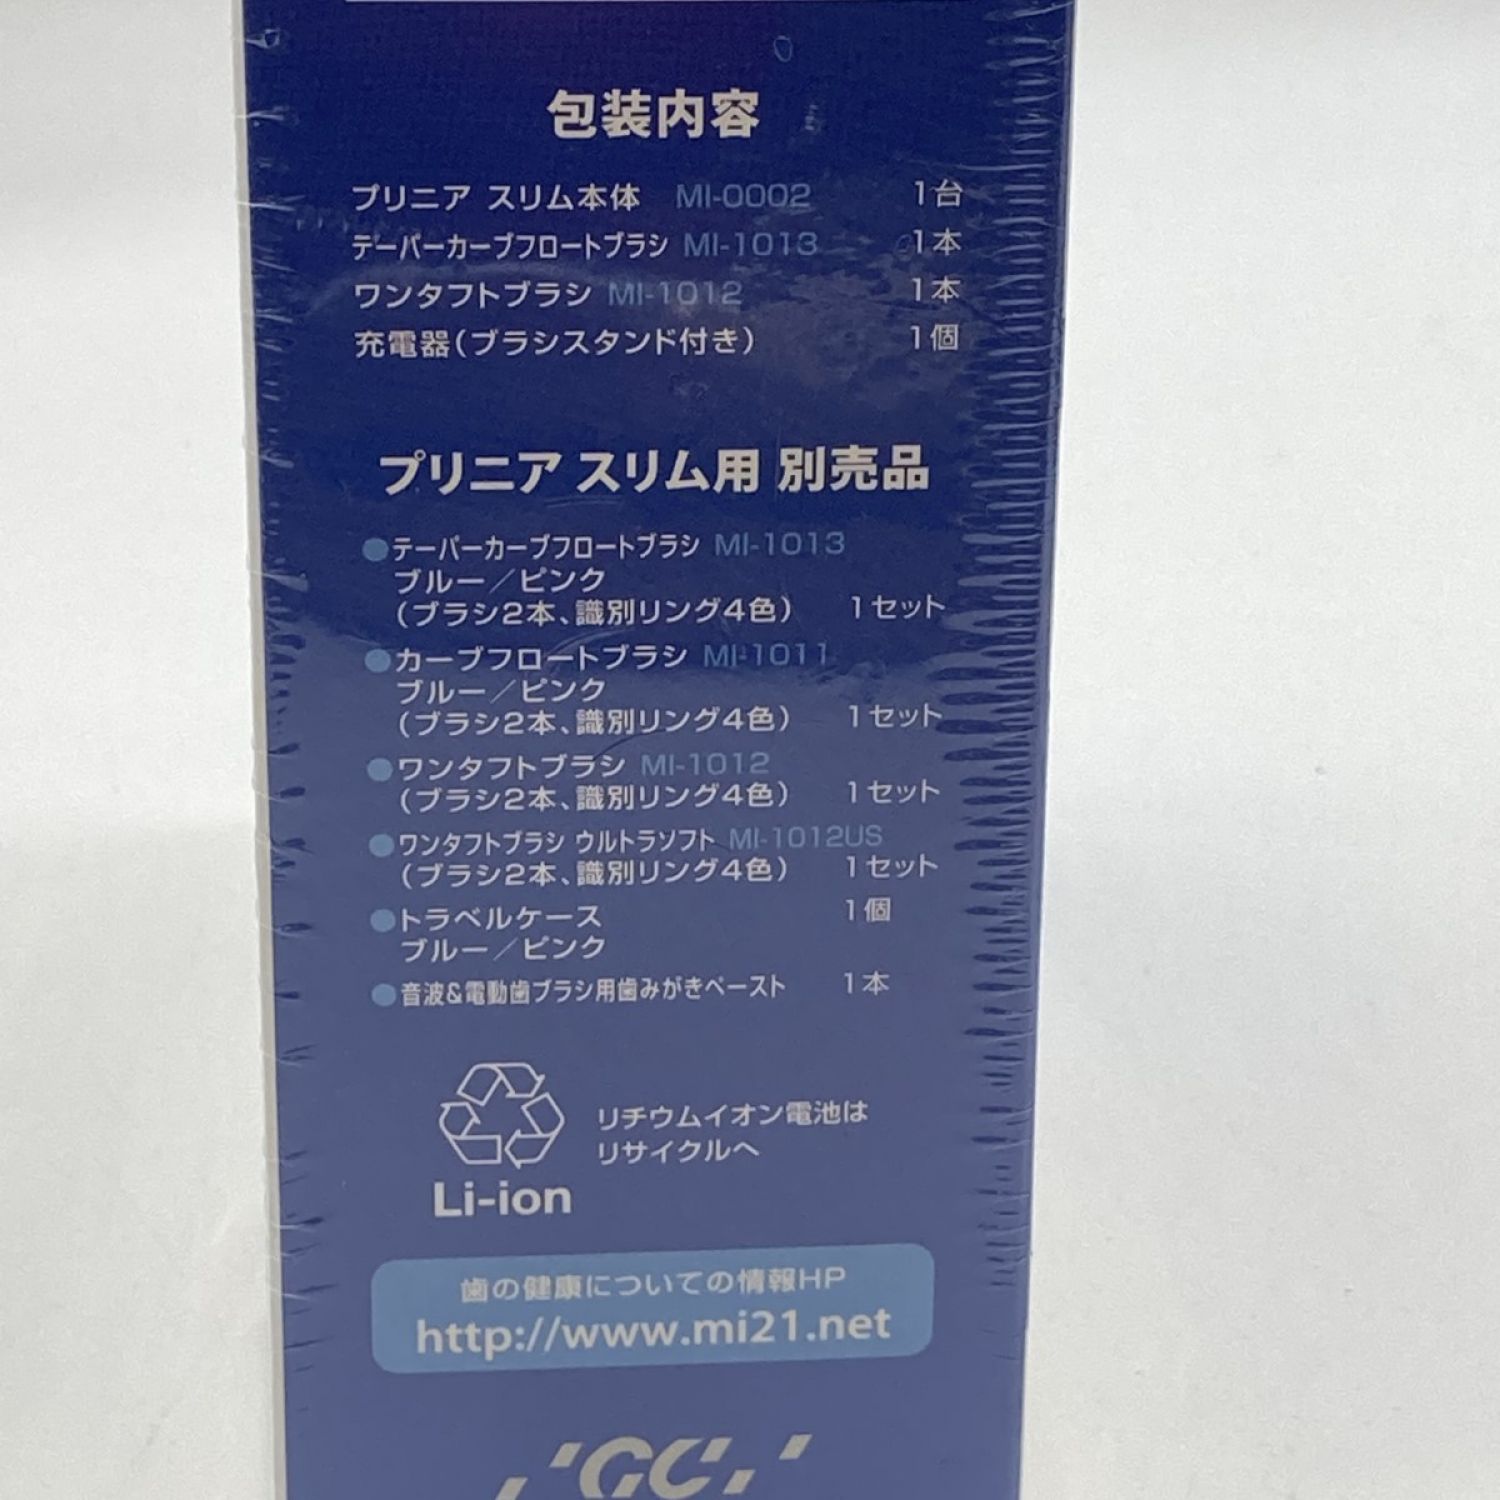 包装内容
プリニア スリム本体 MI-0002 1台
テーパーカーブフロートブラシ MI-1013 1本
ワンタフトブラシ MI-1012 1本
充電器(ブラシスタンド付き) 1個
プリニア スリム用 別売品
●テーパーカーブフロートブラシ MI-1013
ブルー／ピンク
(ブラシ2本、識別リング4色) 1セット
●カーブフロートブラシ MI-1011
ブルー／ピンク
(ブラシ2本、識別リング4色) 1セット
●ワンタフトブラシ MI-1012
(ブラシ2本、識別リング4色) 1セット
●ワンタフトブラシ ウルトラソフト MI-1012US
(ブラシ2本、識別リング4色) 1セット
●トラベルケース 1個
ブルー／ピンク
●音波&電動歯ブラシ用歯みがきペースト 1本
リチウムイオン電池は
リサイクルへ
Li-ion
歯の健康についての情報HP
http://www.mi21.net
GC